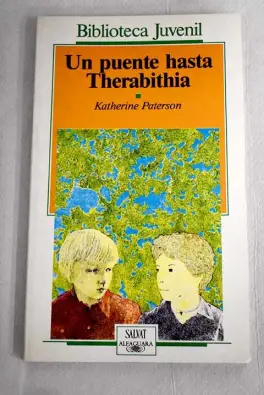 Biblioteca Juvenil
Un puente hasta
Therabithia
Katherine Paterson
SALVAT
ALFAGUARA